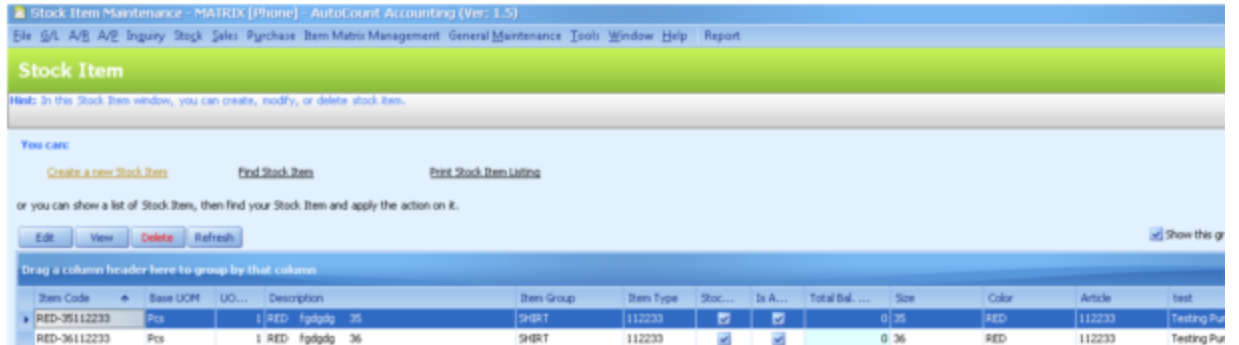 Stock Item Maintenance - MATRIX [Phone] - AutoCount Accounting (Ver: 1.5)
File G/L A/R A/P Inquiry Stock Sales Purchase Item Matrix Management General Maintenance Tools Window Help Report
Stock Item
Hint: In this Stock Item window, you can create, modify, or delete stock item.
You can:
Create a new Stock Item Find Stock Item Print Stock Item Listing
or you can show a list of Stock Item, then find your Stock Item and apply the action on it.
Edit View Delete Refresh Show this gr
Drag a column header here to group by that column
Item Code Base UOM UO... Description Item Group Item Type Stoc... Is A... Total Bal. ... Size Color Article test
RED-35112233 Pcs 1 RED fgdgdg 35 SHIRT 112233 0 35 RED 112233 Testing Pur
RED-36112233 Pcs 1 RED fgdgdg 36 SHIRT 112233 0 36 RED 112233 Testing Pur